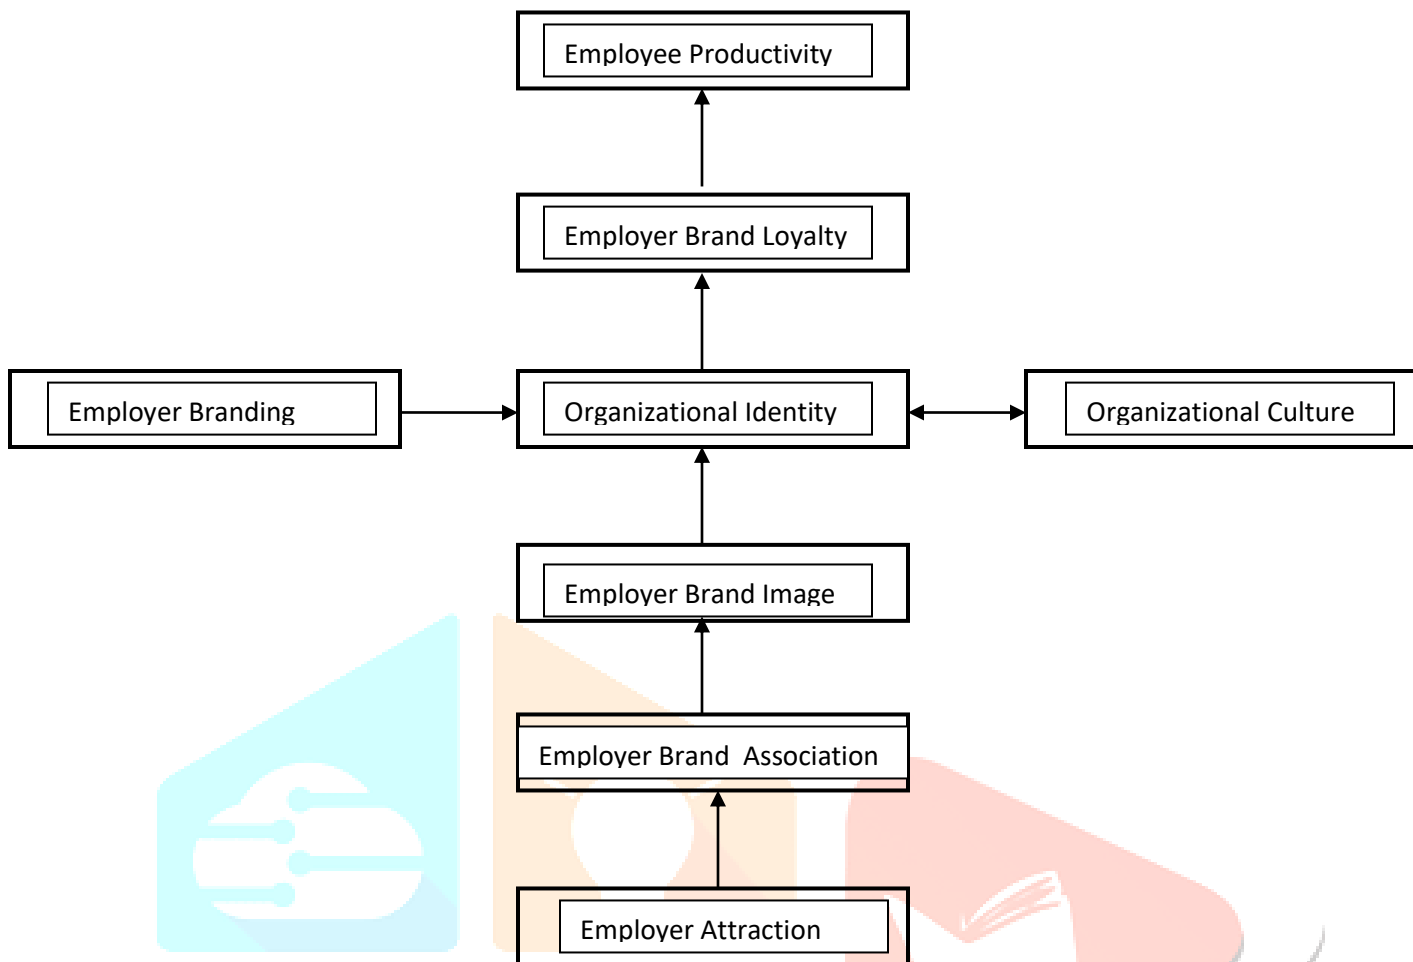 Employee Productivity
Employer Brand Loyalty
Employer Branding
Organizational Identity
Organizational Culture
Employer Brand Image
Employer Brand  Association
Employer Attraction